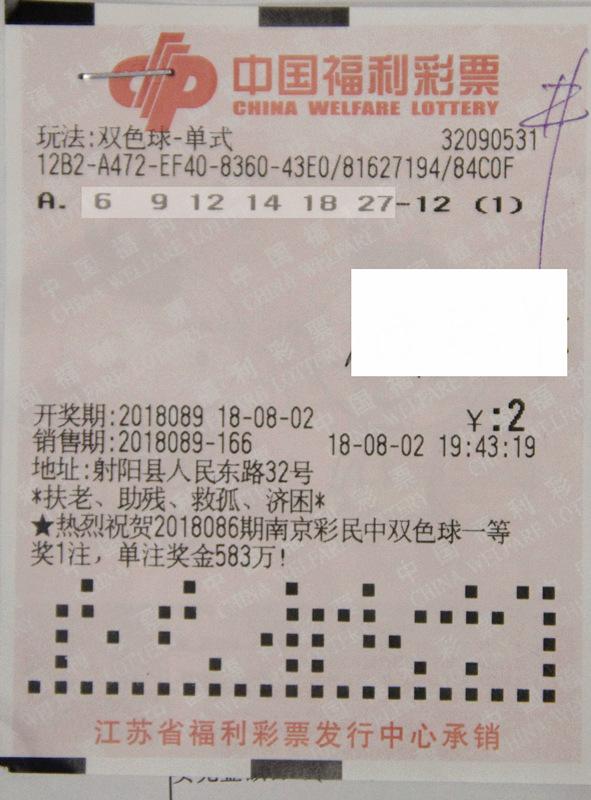 中国福利彩票
CHINA WELFARE LOTTERY
玩法:双色球-单式 32090531
12B2-A472-EF40-8360-43E0/81627194/84C0F
A. 6 9 12 14 18 27-12 (1)
开奖期:2018089 18-08-02 ¥:2
销售期:2018089-166 18-08-02 19:43:19
地址:射阳县人民东路32号
*扶老、助残、救孤、济困*
★热烈祝贺2018086期南京彩民中双色球一等
奖1注，单注奖金583万!
江苏省福利彩票发行中心承销